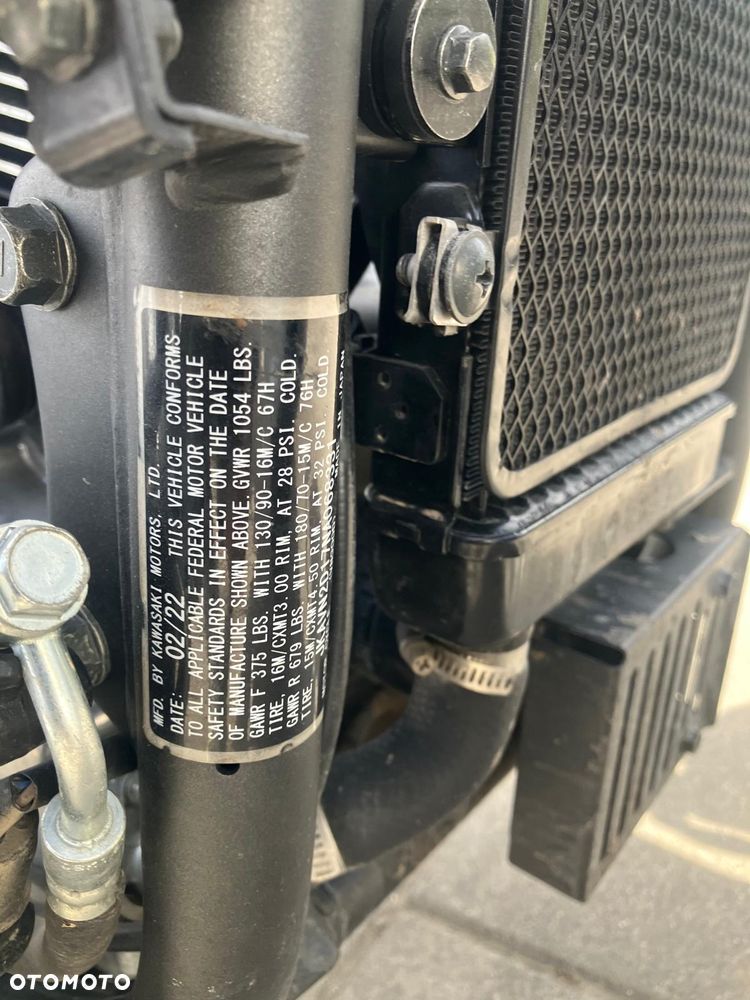 MFD. BY KAWASAKI MOTORS, LTD.
DATE: 02/22 THIS VEHICLE CONFORMS
TO ALL APPLICABLE FEDERAL MOTOR VEHICLE
SAFETY STANDARDS IN EFFECT ON THE DATE
OF MANUFACTURE SHOWN ABOVE. GVWR 1054 LBS.
GAWR F 375 LBS. WITH 130/90-16M/C 67H
TIRE, 16M/CXMT3.00 RIM, AT 28 PSI. COLD.
GAWR R 679 LBS. WITH 180/70-15M/C 76H
TIRE, 15M/CXMT4.50 RIM, AT 32 PSI. COLD
IN JAPAN
OTOMOTO